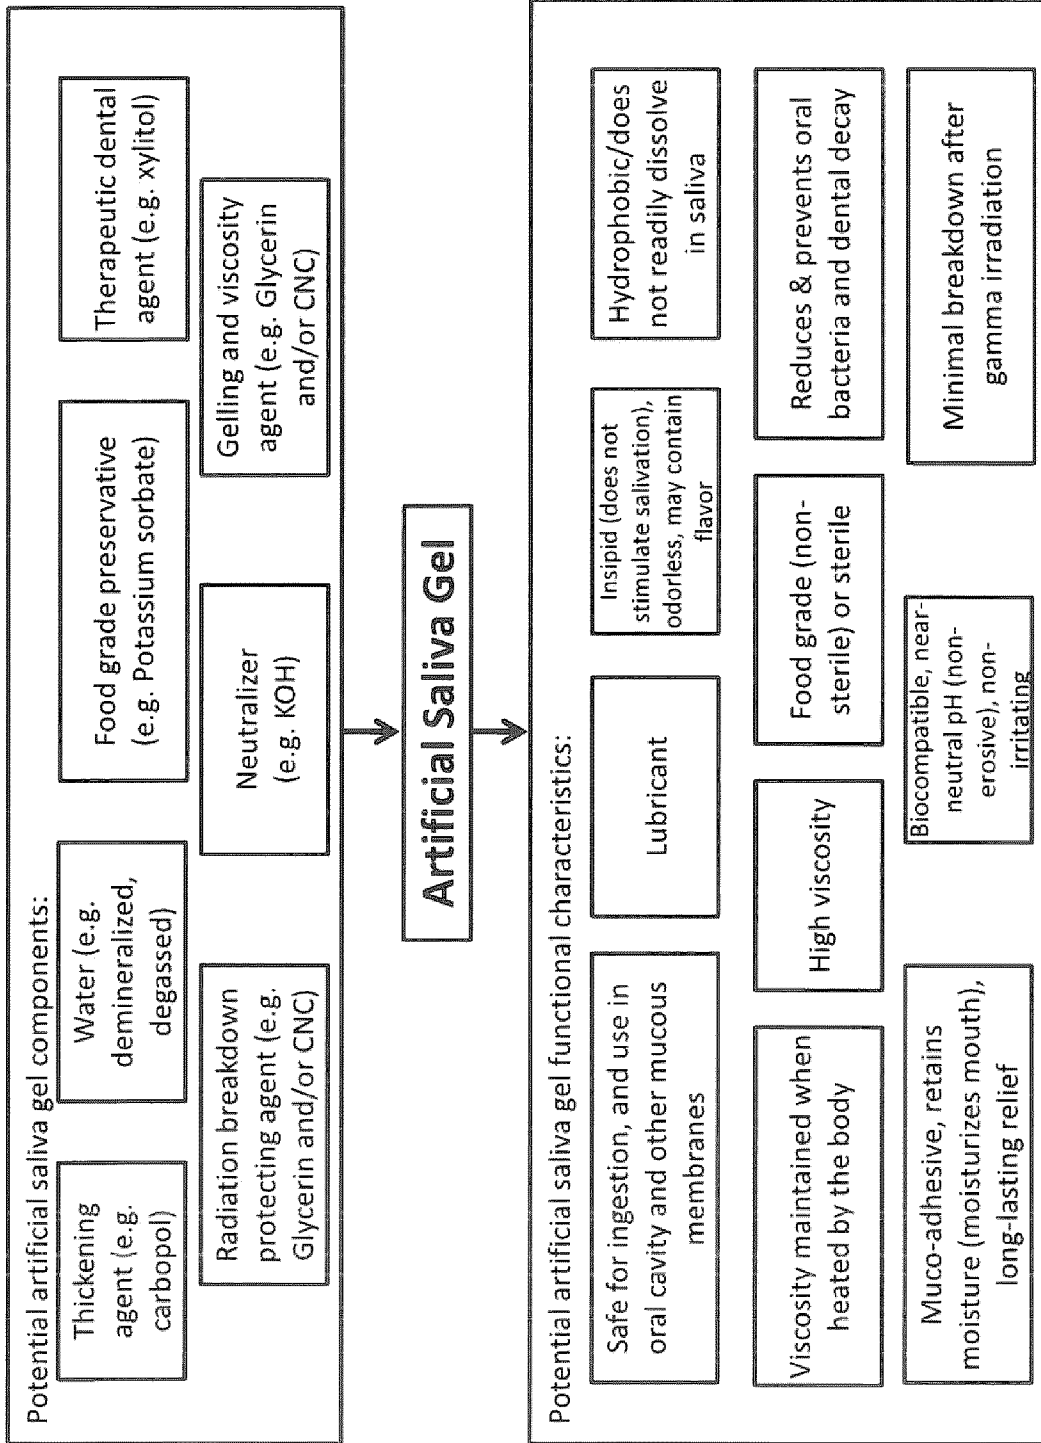 Potential artificial saliva gel components:
Thickening
agent (e.g.
carbopol)
Water (e.g.
demineralized,
degassed)
Food grade preservative
(e.g. Potassium sorbate)
Therapeutic dental
agent (e.g. xylitol)
Radiation breakdown
protecting agent (e.g.
Glycerin and/or CNC)
Neutralizer
(e.g. KOH)
Gelling and viscosity
agent (e.g. Glycerin
and/or CNC)
Artificial Saliva Gel
Potential artificial saliva gel functional characteristics:
Safe for ingestion, and use in
oral cavity and other mucous
membranes
Lubricant
Insipid (does not
stimulate salivation),
odorless, may contain
flavor
Hydrophobic/does
not readily dissolve
in saliva
Viscosity maintained when
heated by the body
High viscosity
Food grade (non-
sterile) or sterile
Reduces & prevents oral
bacteria and dental decay
Muco-adhesive, retains
moisture (moisturizes mouth),
long-lasting relief
Biocompatible, near-
neutral pH (non-
erosive), non-
irritating
Minimal breakdown after
gamma irradiation